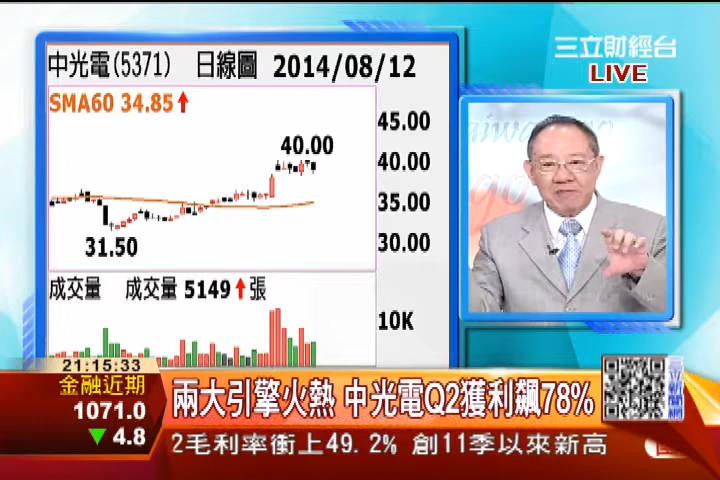 中光電(5371) 日線圖 2014/08/12
SMA60 34.85
45.00
40.00
35.00
30.00
40.00
31.50
成交量 成交量 5149 張
10K
三立財經台
LIVE
21:15:33
金融近期
1071.0
▼ 4.8
兩大引擎火熱 中光電Q2獲利飆78%
2毛利率衝上49.2% 創11季以來新高